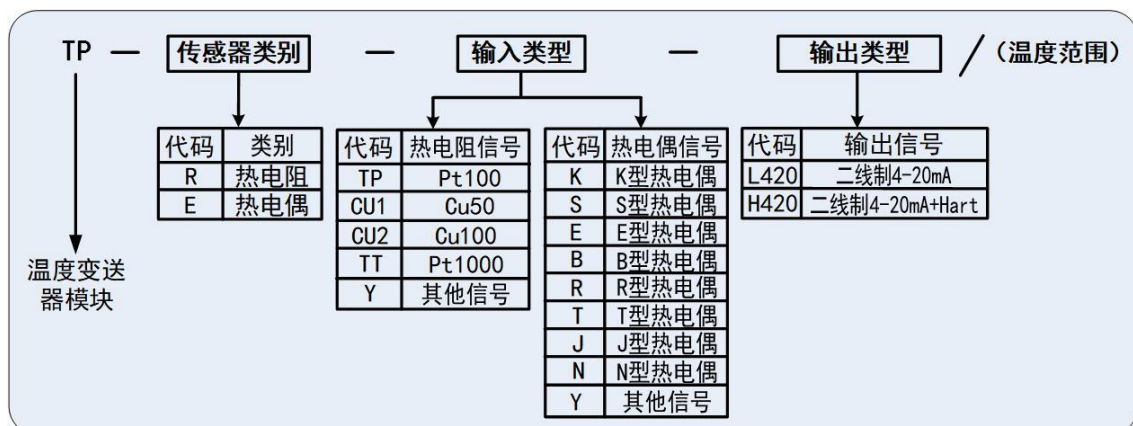 TP — 传感器类别 — 输入类型 — 输出类型 / (温度范围)
温度变送
器模块
代码 类别
R 热电阻
E 热电偶
代码 热电阻信号
TP Pt100
CU1 Cu50
CU2 Cu100
TT Pt1000
Y 其他信号
代码 热电偶信号
K K型热电偶
S S型热电偶
E E型热电偶
B B型热电偶
R R型热电偶
T T型热电偶
J J型热电偶
N N型热电偶
Y 其他信号
代码 输出信号
L420 二线制4-20mA
H420 二线制4-20mA+Hart